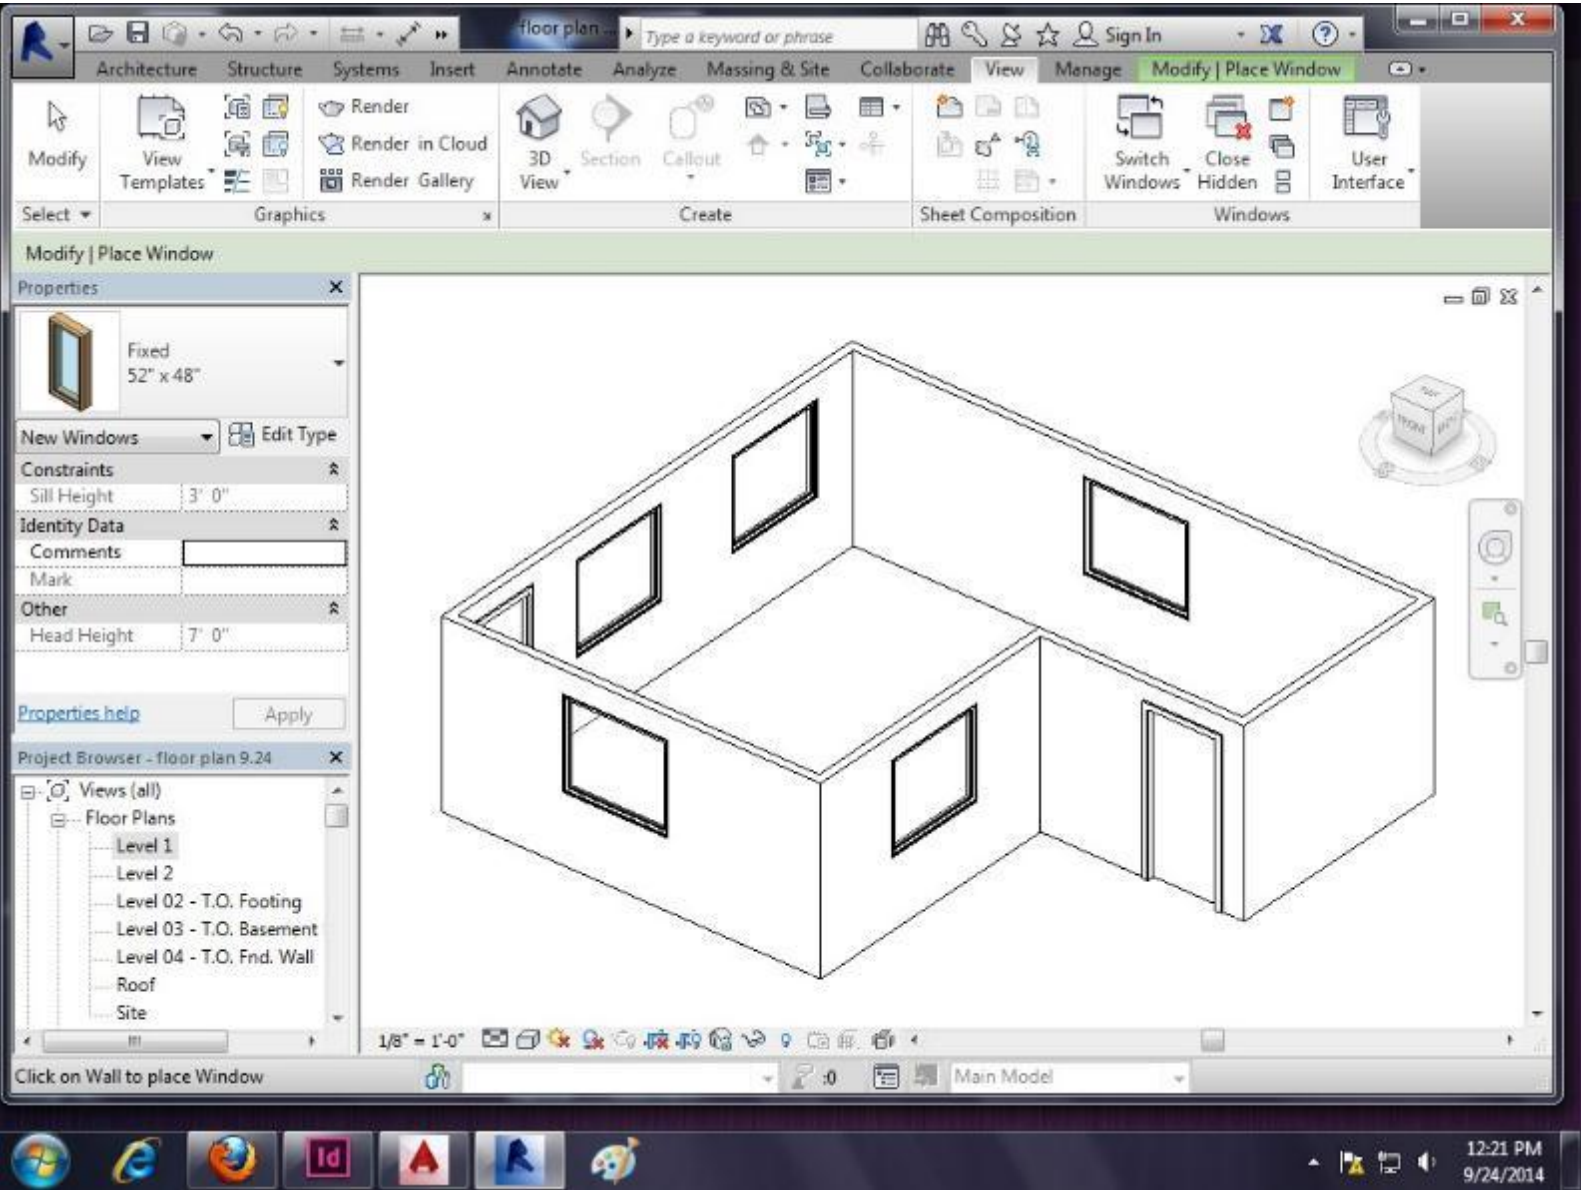 floor plan ...
Type a keyword or phrase
Sign In
Architecture Structure Systems Insert Annotate Analyze Massing & Site Collaborate View Manage Modify | Place Window
Modify
View
Templates
Render
Render in Cloud
Render Gallery
3D
View
Section
Callout
Switch
Windows
Close
Hidden
User
Interface
Select
Graphics
Create
Sheet Composition
Windows
Modify | Place Window
Properties
Fixed
52" x 48"
New Windows
Edit Type
Constraints
Sill Height 3' 0"
Identity Data
Comments
Mark
Other
Head Height 7' 0"
Properties help
Apply
Project Browser - floor plan 9.24
Views (all)
Floor Plans
Level 1
Level 2
Level 02 - T.O. Footing
Level 03 - T.O. Basement
Level 04 - T.O. Fnd. Wall
Roof
Site
FRONT
1/8" = 1'-0"
Click on Wall to place Window
:0
Main Model
Id
12:21 PM
9/24/2014